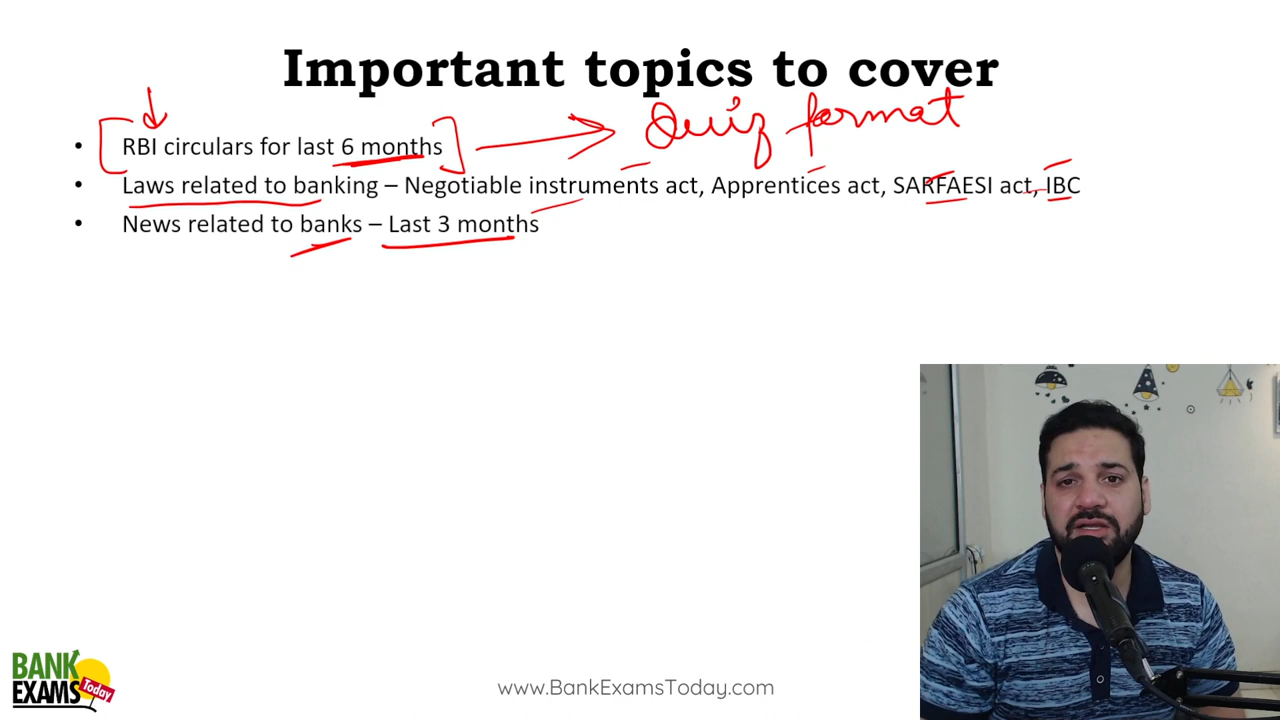 Important topics to cover
Quiz format
• RBI circulars for last 6 months
• Laws related to banking – Negotiable instruments act, Apprentices act, SARFAESI act, IBC
• News related to banks – Last 3 months
BANK
EXAMS
Today
www.BankExamsToday.com